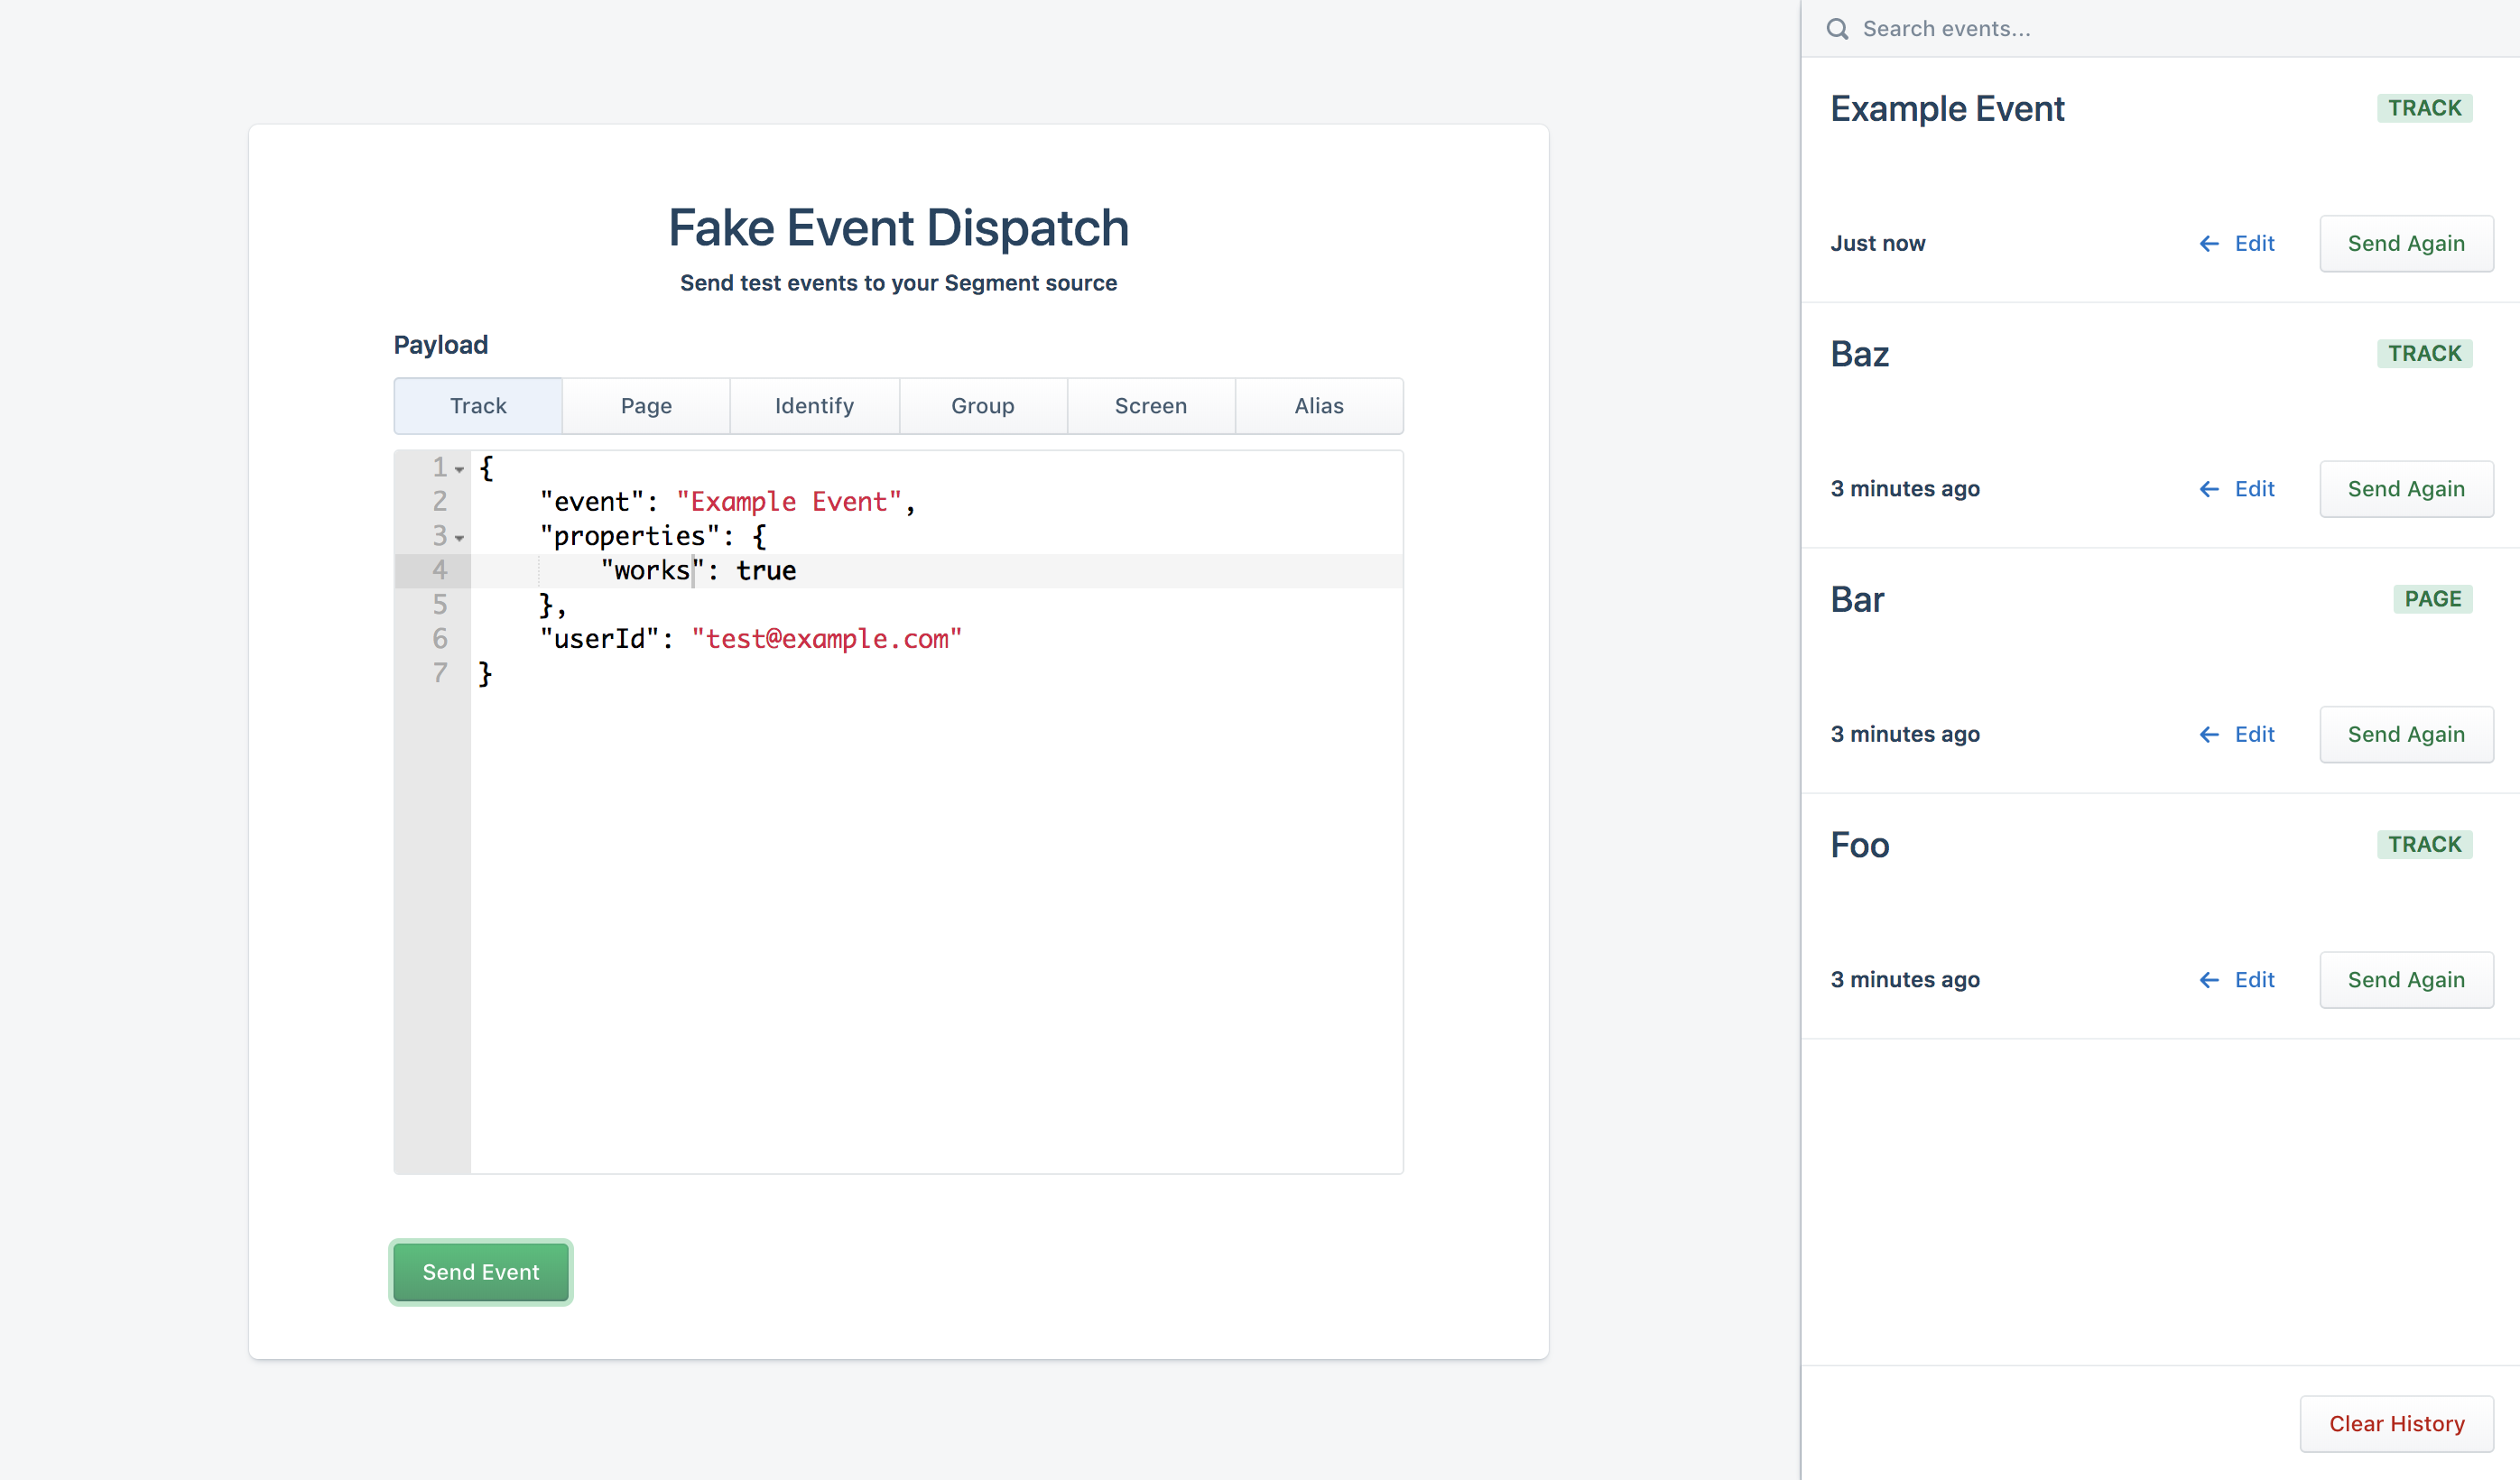 Fake Event Dispatch
Send test events to your Segment source
Payload
Track Page Identify Group Screen Alias
1 {
2 "event": "Example Event",
3 "properties": {
4 "works": true
5 },
6 "userId": "test@example.com"
7 }
Send Event
Search events...
Example Event TRACK
Just now Edit Send Again
Baz TRACK
3 minutes ago Edit Send Again
Bar PAGE
3 minutes ago Edit Send Again
Foo TRACK
3 minutes ago Edit Send Again
Clear History